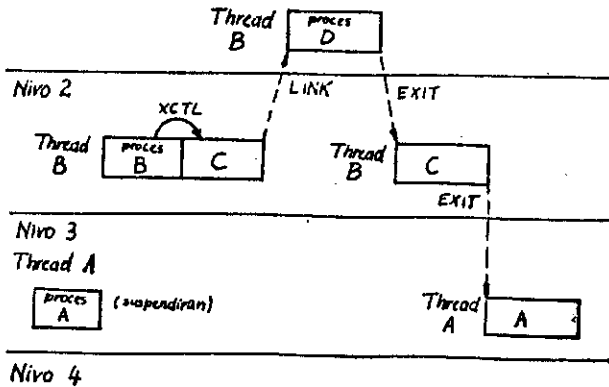 Thread
B
proces
D
Nivo 2
XCTL
LINK
EXIT
Thread
B
proces
B
C
Thread
B
C
EXIT
Nivo 3
Thread A
proces
A
(suspendiran)
Thread
A
A
Nivo 4